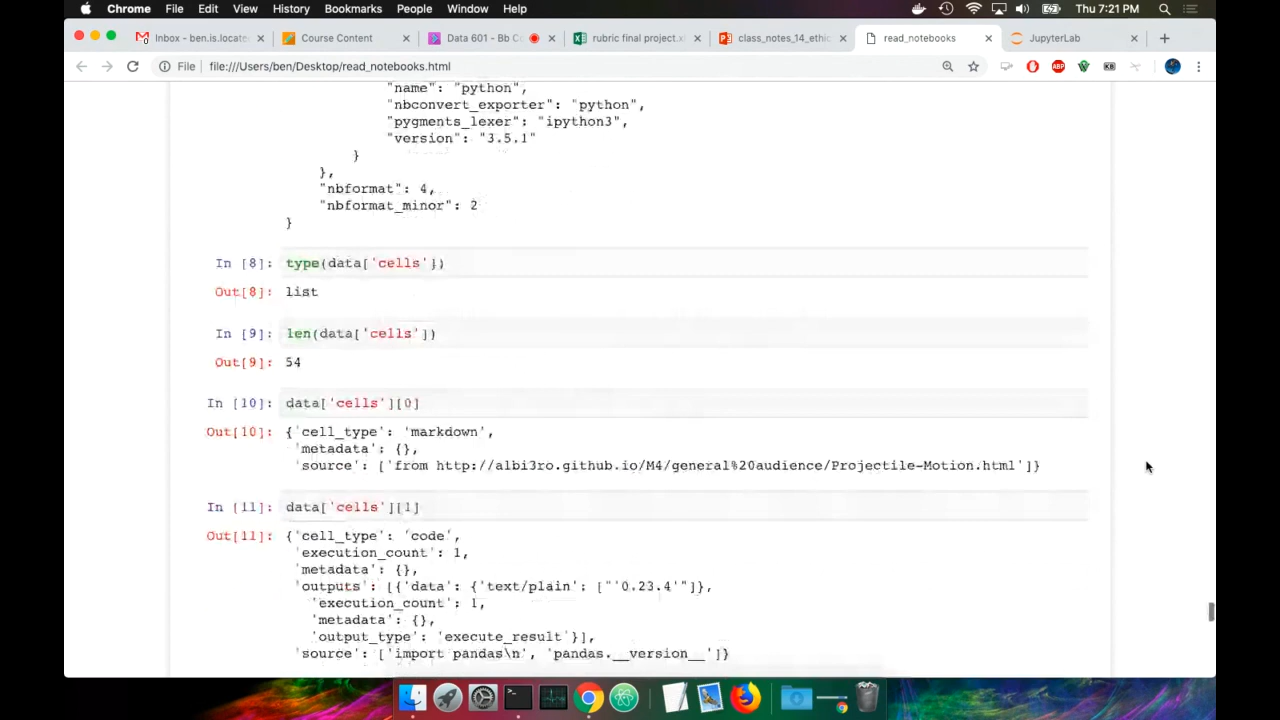 Chrome File Edit View History Bookmarks People Window Help Thu 7:21 PM
Inbox - ben.is.locate
Course Content
Data 601 - Bb C
rubric final project.xl
class_notes_14_ethic
read_notebooks
JupyterLab
File file:///Users/ben/Desktop/read_notebooks.html
"name": "python",
"nbconvert_exporter": "python",
"pygments_lexer": "ipython3",
"version": "3.5.1"
}
},
"nbformat": 4,
"nbformat_minor": 2
}
In [8]: type(data['cells'])
Out[8]: list
In [9]: len(data['cells'])
Out[9]: 54
In [10]: data['cells'][0]
Out[10]: {'cell_type': 'markdown',
'metadata': {},
'source': ['from http://albi3ro.github.io/M4/general%20audience/Projectile-Motion.html']}
In [11]: data['cells'][1]
Out[11]: {'cell_type': 'code',
'execution_count': 1,
'metadata': {},
'outputs': [{'data': {'text/plain': ["'0.23.4'"]},
'execution_count': 1,
'metadata': {},
'output_type': 'execute_result'}],
'source': ['import pandas\n', 'pandas.__version__']}